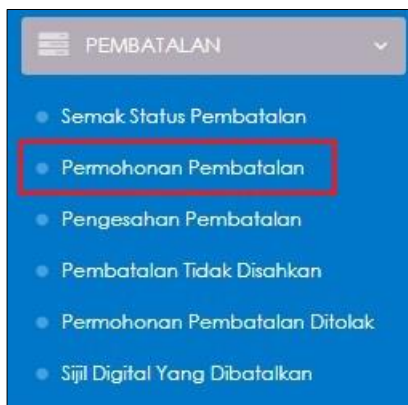 PEMBATALAN
Semak Status Pembatalan
Permohonan Pembatalan
Pengesahan Pembatalan
Pembatalan Tidak Disahkan
Permohonan Pembatalan Ditolak
Sijil Digital Yang Dibatalkan